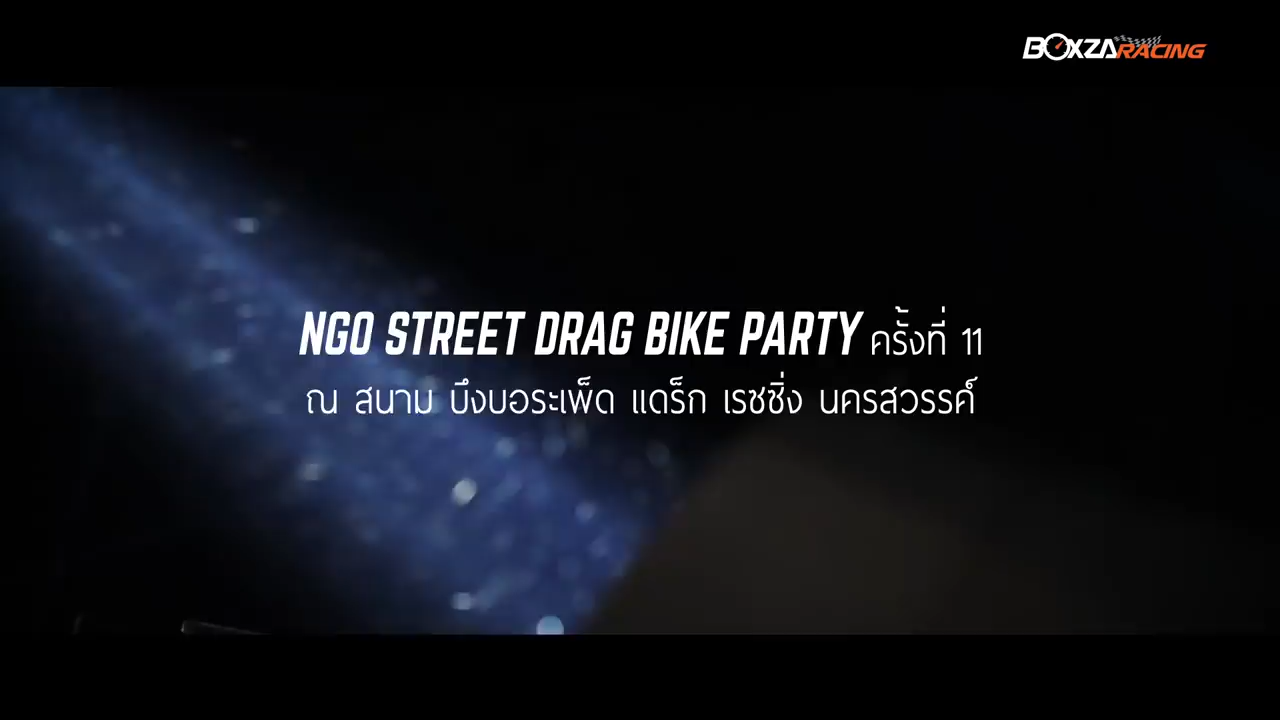 BOXZA RACING
NGO STREET DRAG BIKE PARTY ครั้งที่ 11
ณ สนาม บึงบอระเพ็ด แดร็ก เรซซิ่ง นครสวรรค์